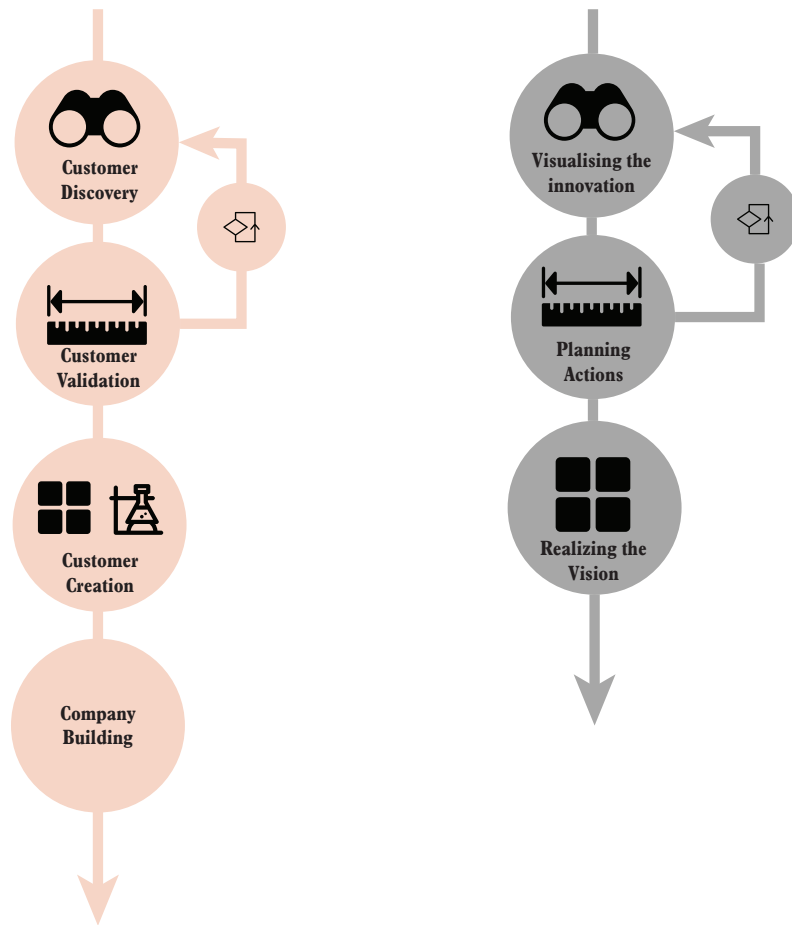 Customer
Discovery
Customer
Validation
Customer
Creation
Company
Building
Visualising the
innovation
Planning
Actions
Realizing the
Vision